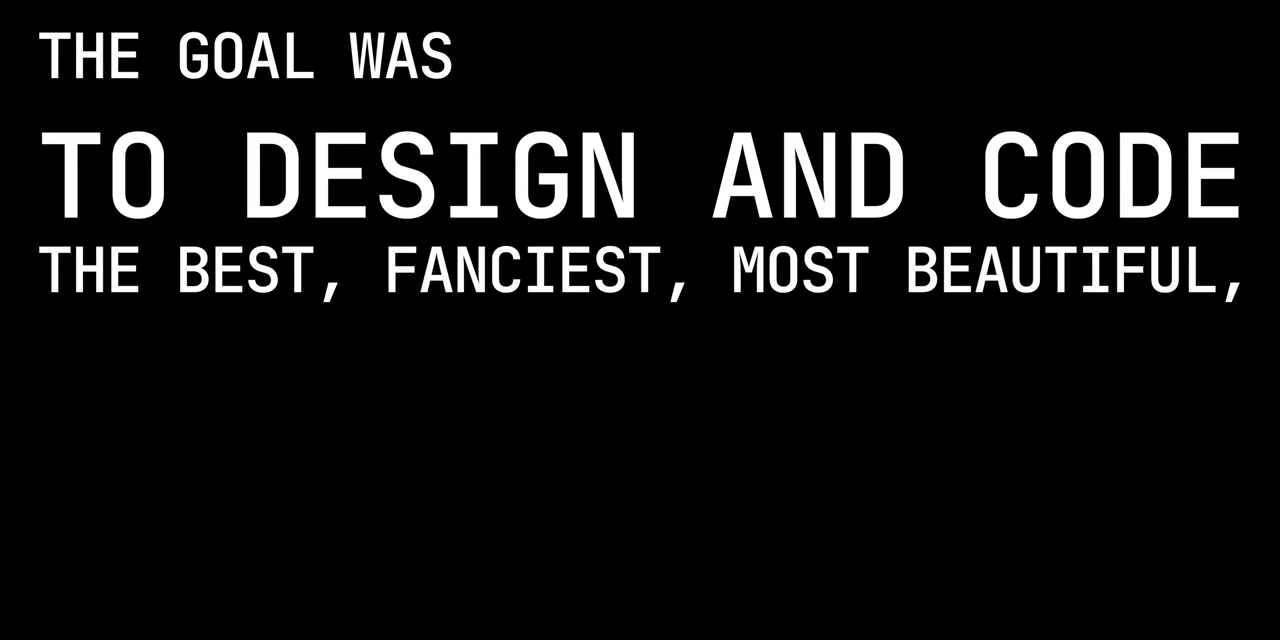 THE GOAL WAS
TO DESIGN AND CODE
THE BEST, FANCIEST, MOST BEAUTIFUL,